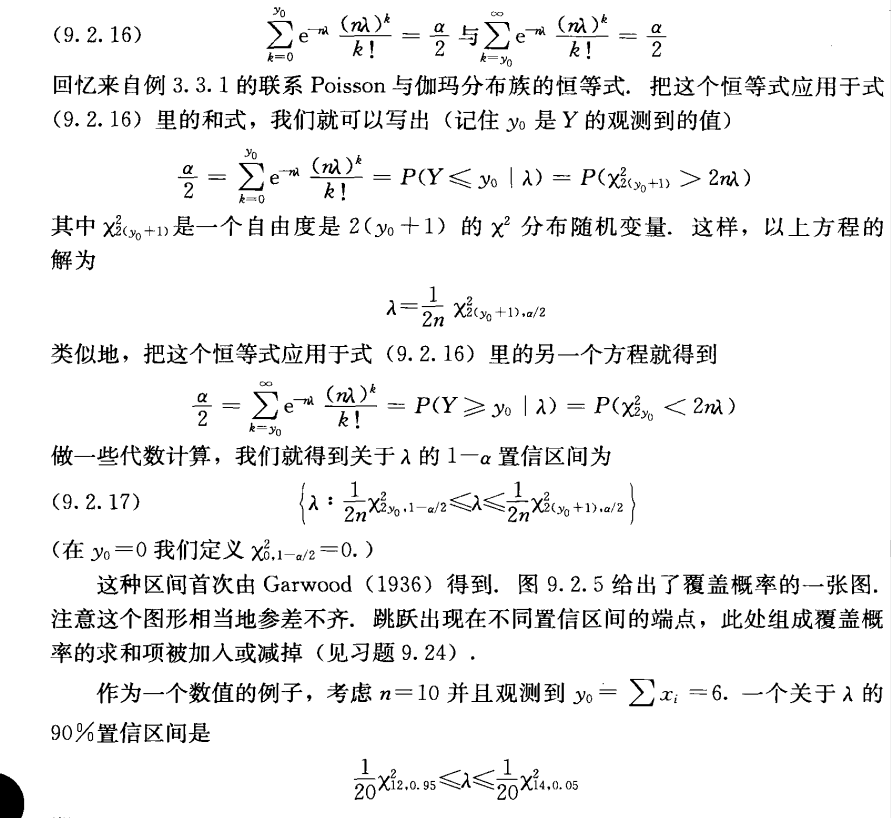 (9.2.16) $\sum_{k=0}^{y_0} e^{-n\lambda} \frac{(n\lambda)^k}{k!} = \frac{\alpha}{2}$ 与 $\sum_{k=y_0}^{\infty} e^{-n\lambda} \frac{(n\lambda)^k}{k!} = \frac{\alpha}{2}$
回忆来自例 3.3.1 的联系 Poisson 与伽玛分布族的恒等式. 把这个恒等式应用于式
(9.2.16) 里的和式，我们就可以写出（记住 $y_0$ 是 Y 的观测到的值）
$\frac{\alpha}{2} = \sum_{k=0}^{y_0} e^{-n\lambda} \frac{(n\lambda)^k}{k!} = P(Y \leqslant y_0 \mid \lambda) = P(\chi^2_{2(y_0+1)} > 2n\lambda)$
其中 $\chi^2_{2(y_0+1)}$ 是一个自由度是 $2(y_0+1)$ 的 $\chi^2$ 分布随机变量. 这样，以上方程的
解为
$\lambda = \frac{1}{2n} \chi^2_{2(y_0+1),\alpha/2}$
类似地，把这个恒等式应用于式（9.2.16）里的另一个方程就得到
$\frac{\alpha}{2} = \sum_{k=y_0}^{\infty} e^{-n\lambda} \frac{(n\lambda)^k}{k!} = P(Y \geqslant y_0 \mid \lambda) = P(\chi^2_{2y_0} < 2n\lambda)$
做一些代数计算，我们就得到关于 λ 的 1−α 置信区间为
(9.2.17) $\left\{\lambda : \frac{1}{2n} \chi^2_{2y_0,1-\alpha/2} \leqslant \lambda \leqslant \frac{1}{2n} \chi^2_{2(y_0+1),\alpha/2}\right\}$
（在 $y_0=0$ 我们定义 $\chi^2_{0,1-\alpha/2}=0$.）
这种区间首次由 Garwood（1936）得到. 图 9.2.5 给出了覆盖概率的一张图.
注意这个图形相当地参差不齐. 跳跃出现在不同置信区间的端点，此处组成覆盖概
率的求和项被加入或减掉（见习题 9.24）.
作为一个数值的例子，考虑 n=10 并且观测到 $y_0 = \sum x_i = 6$. 一个关于 λ 的
90%置信区间是
$\frac{1}{20} \chi^2_{12,0.95} \leqslant \lambda \leqslant \frac{1}{20} \chi^2_{14,0.05}$